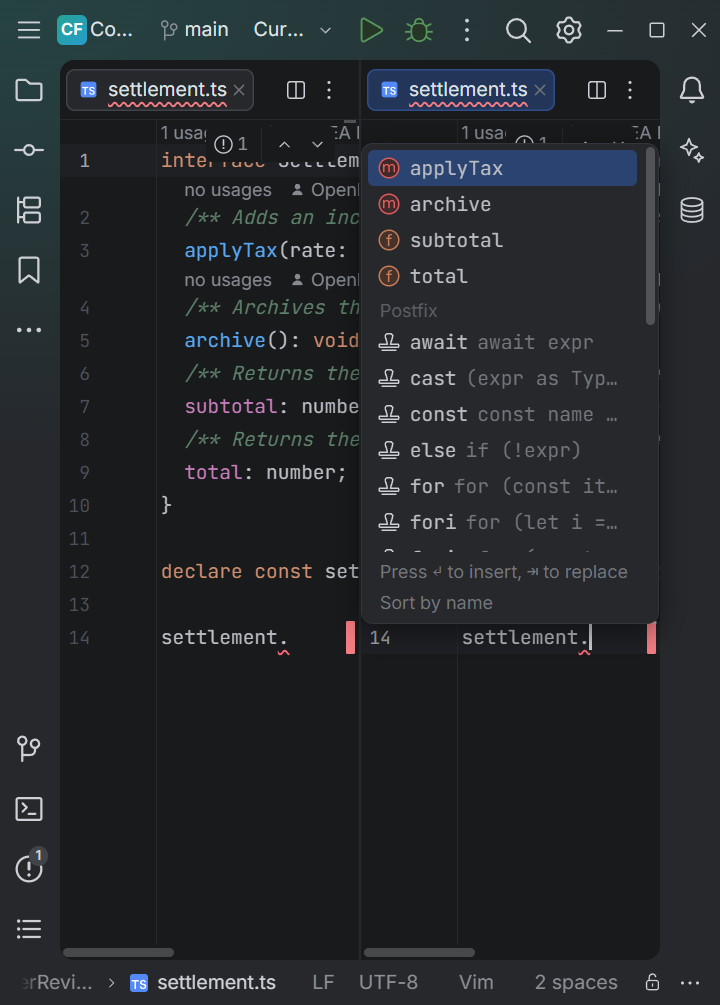 CF Co... main Cur...
settlement.ts
settlement.ts
1 usag 1
1 interface Settlem
no usages Open
2 /** Adds an inc
3 applyTax(rate:
no usages Open
4 /** Archives th
5 archive(): void
6 /** Returns the
7 subtotal: numbe
8 /** Returns the
9 total: number;
10 }
11
12 declare const set
13
14 settlement.
1 usag 1
applyTax
archive
subtotal
total
Postfix
await await expr
cast (expr as Typ…
const const name …
else if (!expr)
for for (const it…
fori for (let i =…
Press ⏎ to insert, ⇥ to replace
Sort by name
14 settlement.
1
erRevi... › settlement.ts LF UTF-8 Vim 2 spaces